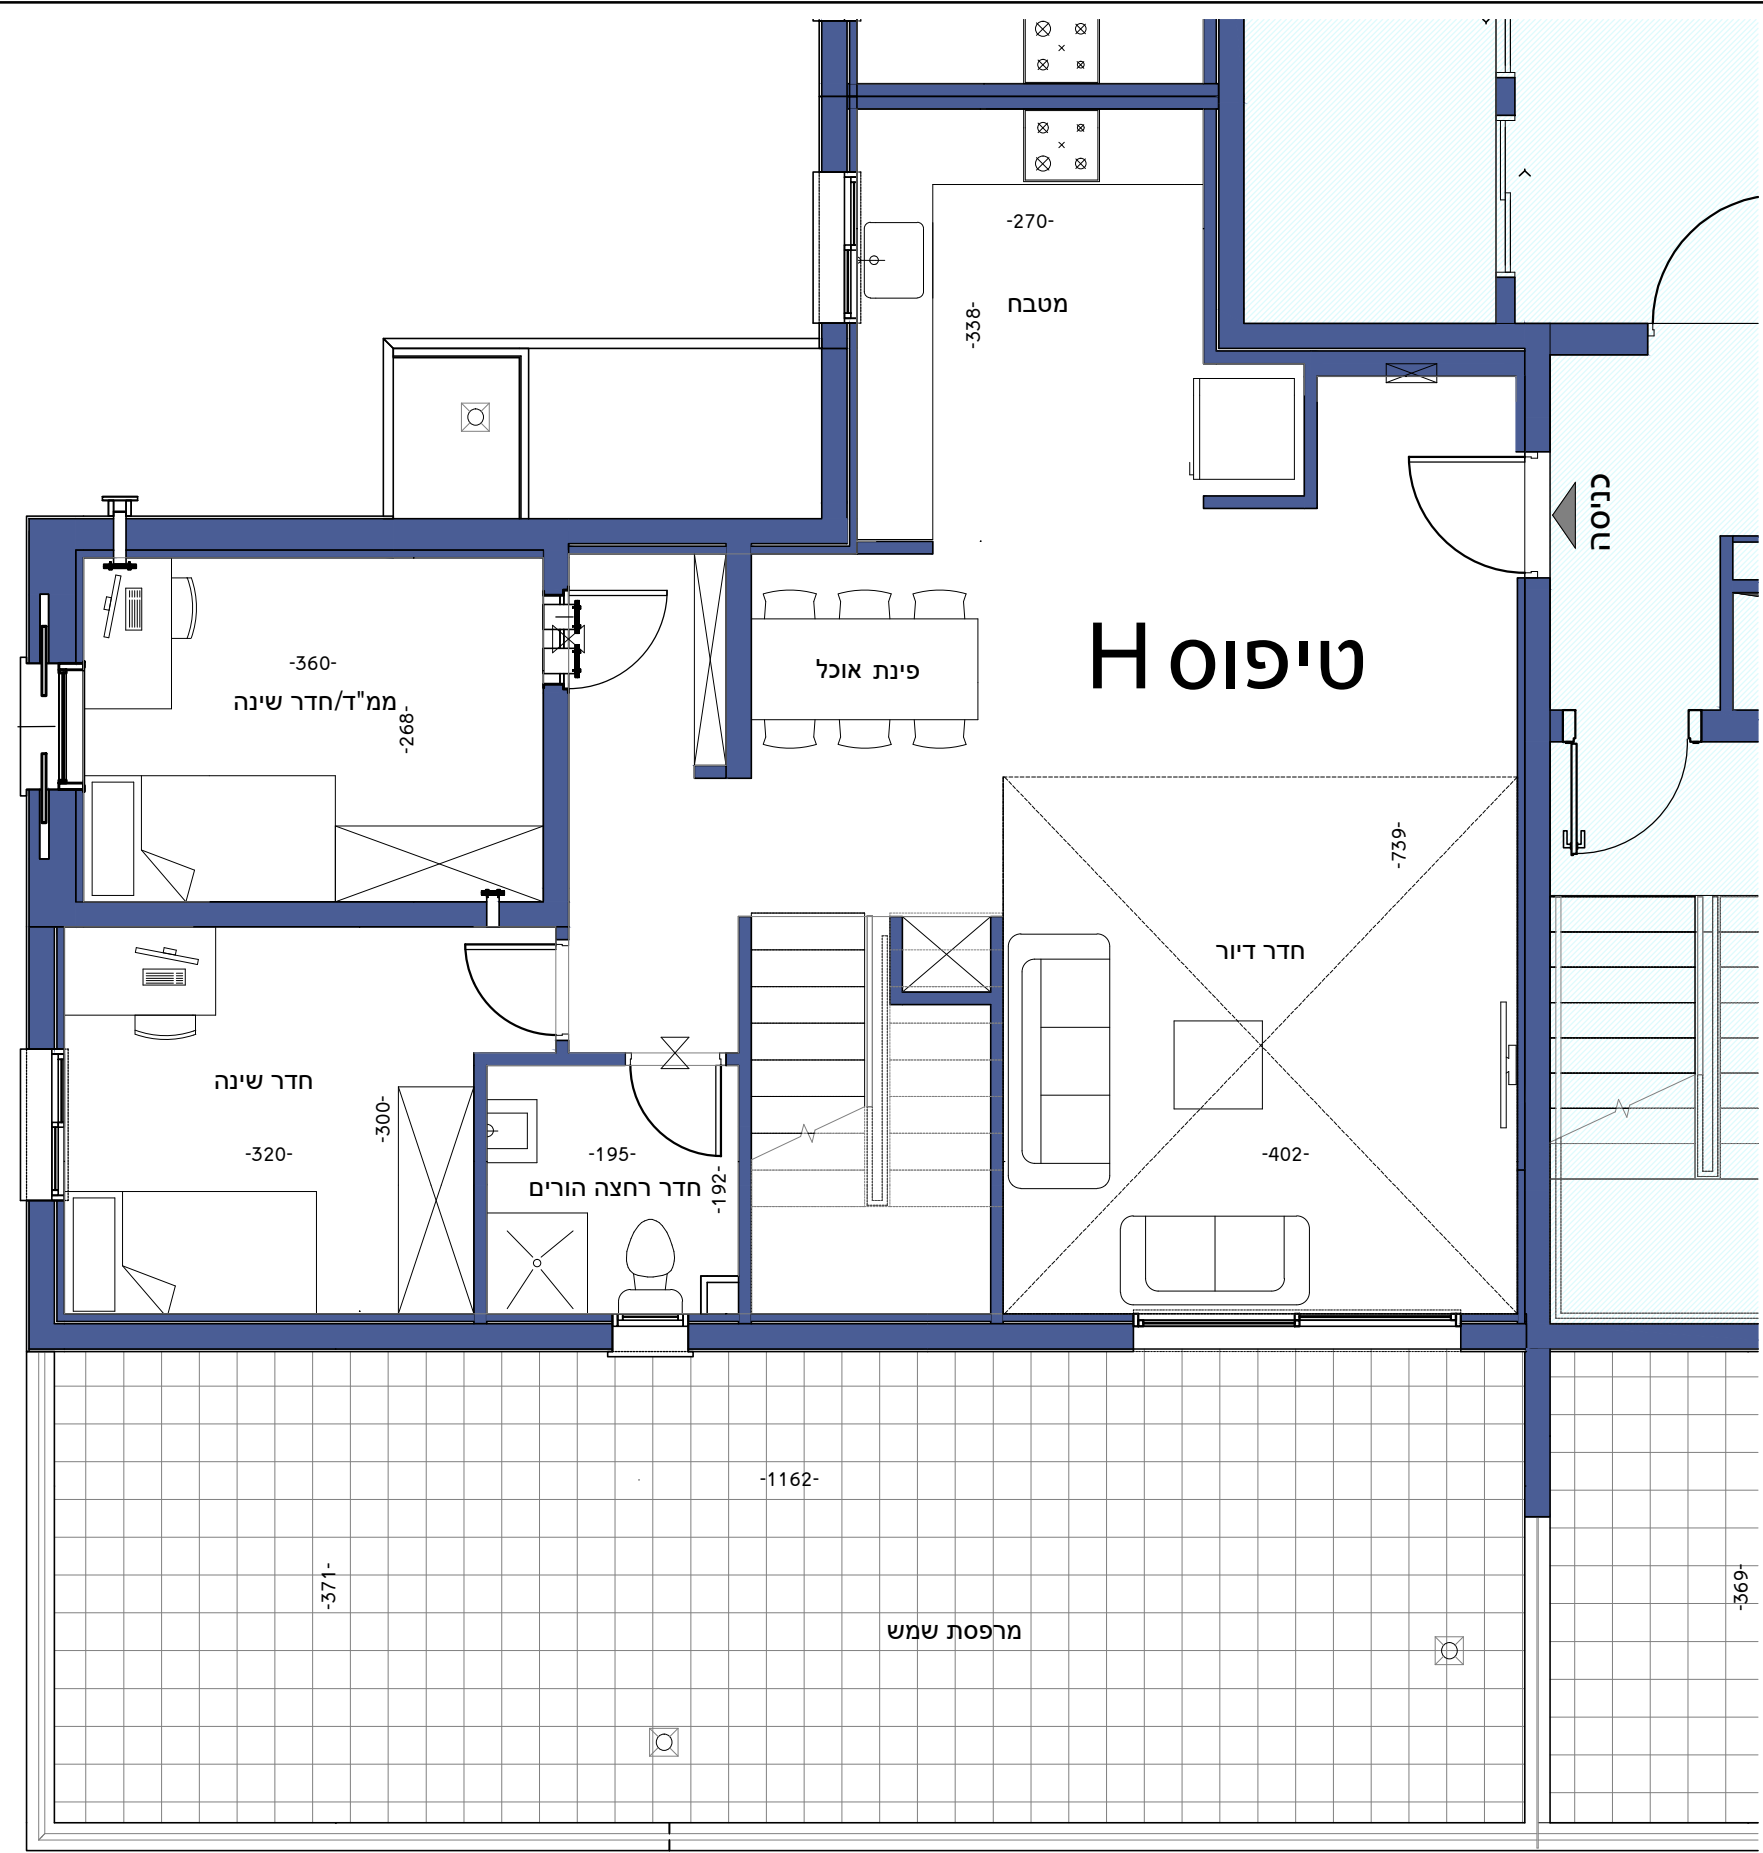 -270-
מטבח
-338-
כניסה
טיפוס H
פינת אוכל
-360-
ממ"ד/חדר שינה
-268-
-739-
חדר דיור
-402-
חדר שינה
-300-
-320-
-195-
חדר רחצה הורים
-192-
-1162-
-371-
מרפסת שמש
-369-